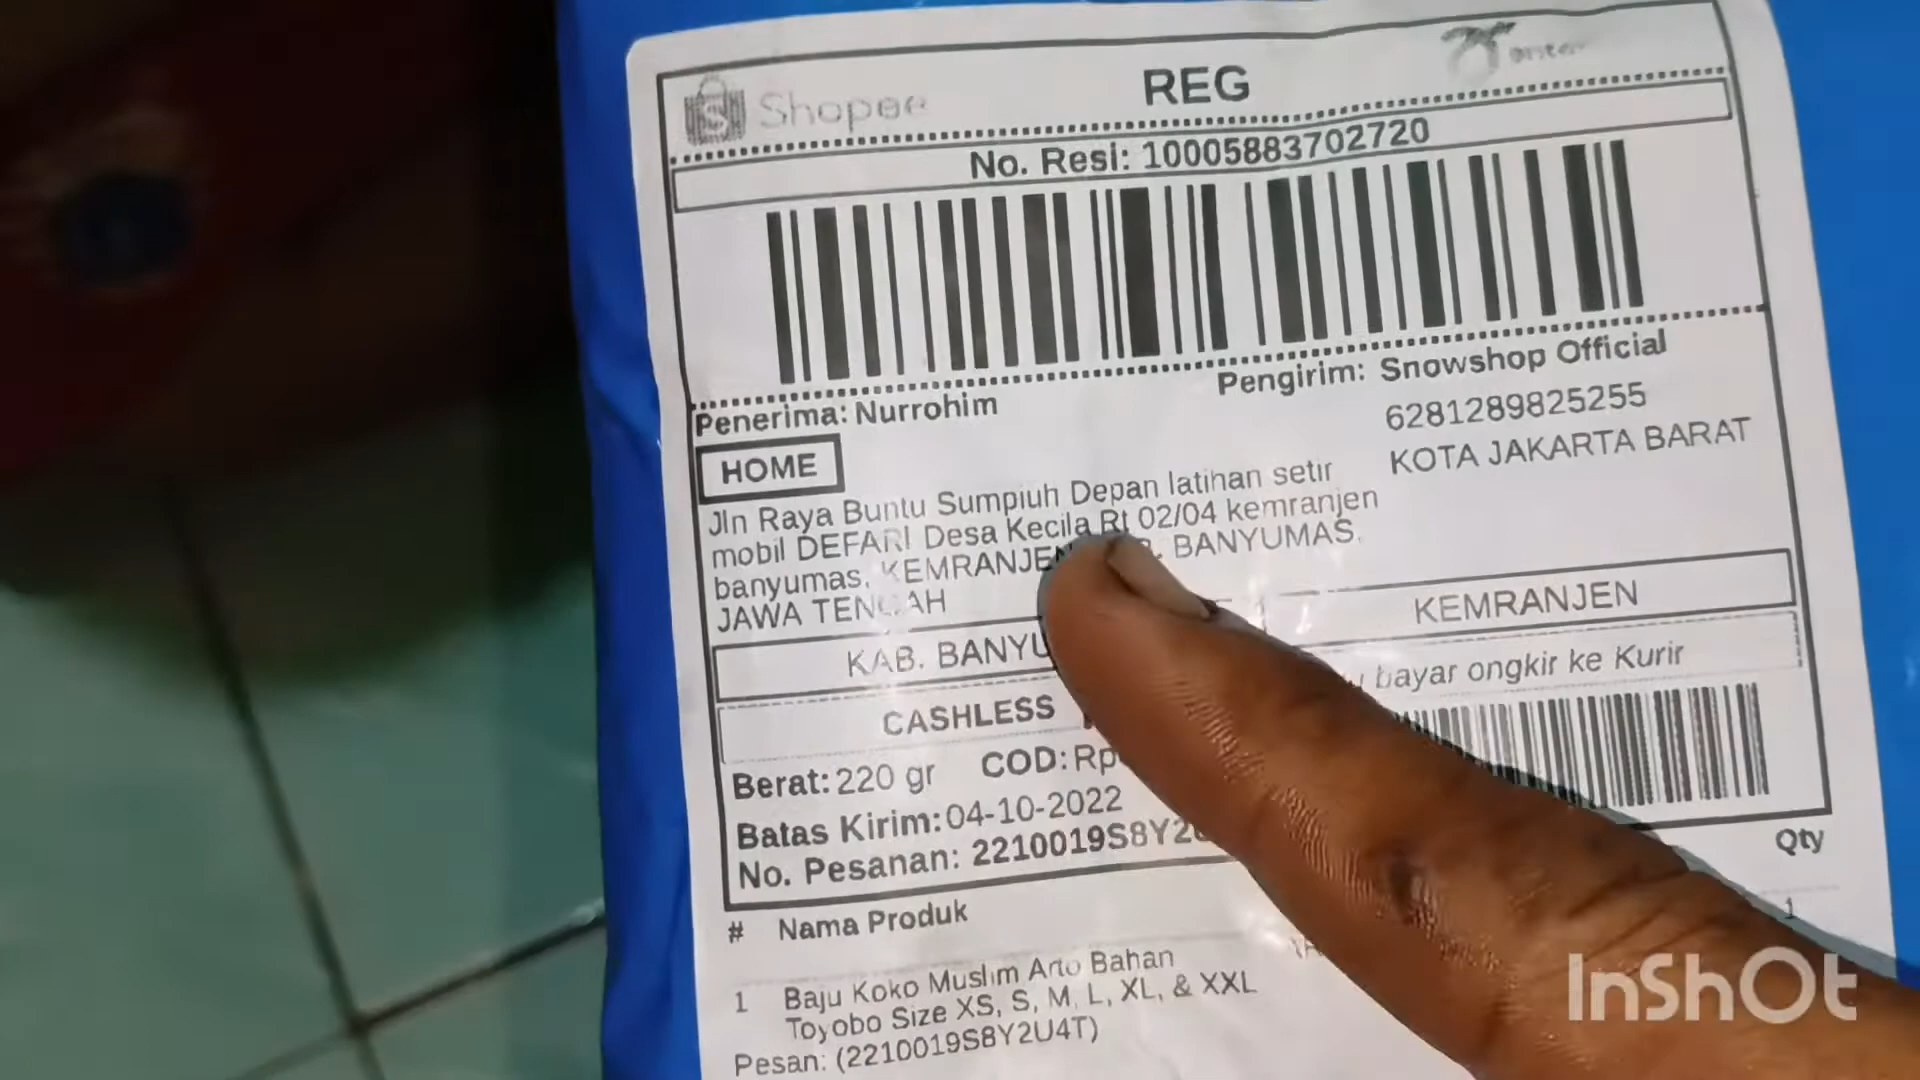 Shopee
REG
anter
No. Resi: 10005883702720
Penerima: Nurrohim
Pengirim: Snowshop Official
6281289825255
KOTA JAKARTA BARAT
HOME
Jln Raya Buntu Sumpiuh Depan latihan setir
mobil DEFARI Desa Kecila Rt 02/04 kemranjen
banyumas, KEMRANJEN BANYUMAS,
JAWA TENGAH
KAB. BANYU
KEMRANJEN
CASHLESS
bayar ongkir ke Kurir
Berat: 220 gr COD: Rp
Batas Kirim: 04-10-2022
No. Pesanan: 2210019S8Y2
# Nama Produk
Qty
1 Baju Koko Muslim Arto Bahan
Toyobo Size XS, S, M, L, XL, & XXL
1
Pesan: (2210019S8Y2U4T)
InShOt